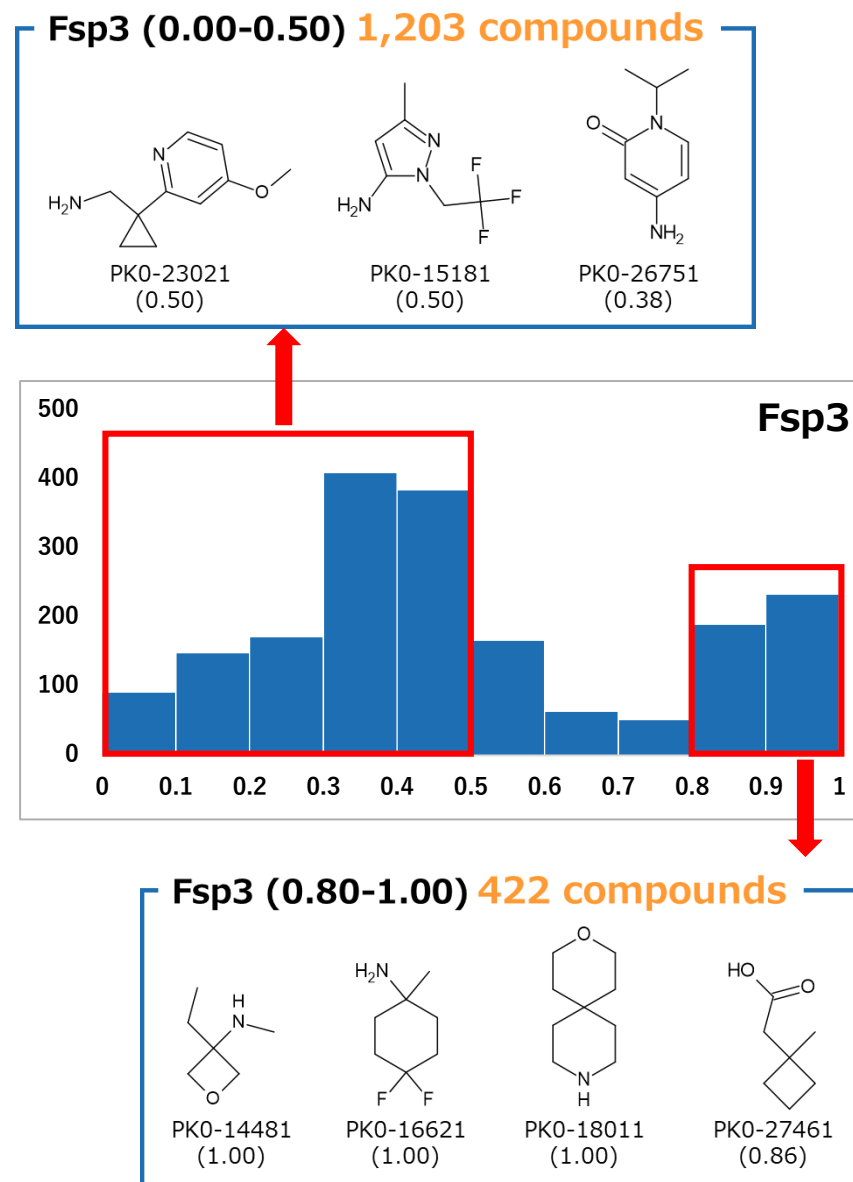 Fsp3 (0.00-0.50) 1,203 compounds
N
H₂N
O
N
N
H₂N
F
F
F
N
O
NH₂
PK0-23021
(0.50)
PK0-15181
(0.50)
PK0-26751
(0.38)
Fsp3
500
400
300
200
100
0
0 0.1 0.2 0.3 0.4 0.5 0.6 0.7 0.8 0.9 1
Fsp3 (0.80-1.00) 422 compounds
H
N
O
H₂N
F F
O
N
H
HO
O
PK0-14481
(1.00)
PK0-16621
(1.00)
PK0-18011
(1.00)
PK0-27461
(0.86)